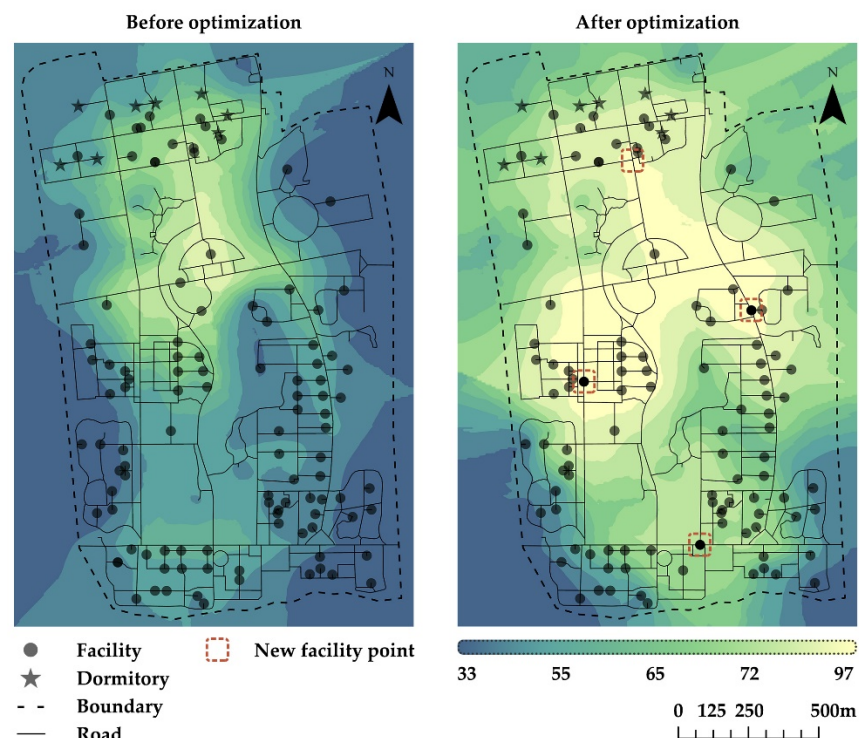 Before optimization
After optimization
N
N
Facility
New facility point
Dormitory
Boundary
Road
33 55 65 72 97
0 125 250 500m